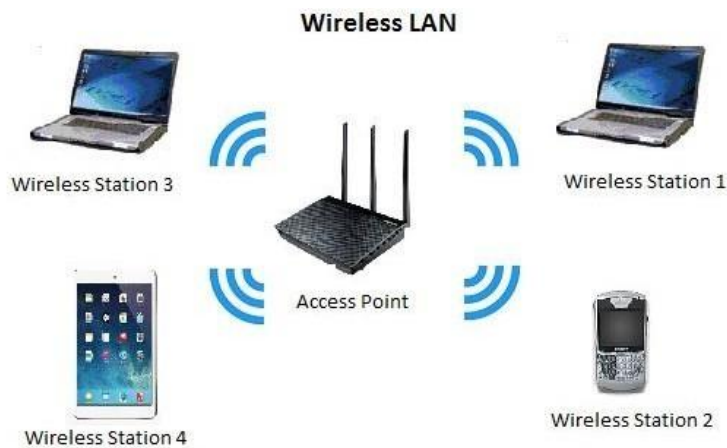 Wireless LAN
Wireless Station 3
Wireless Station 1
Access Point
Wireless Station 4
Wireless Station 2